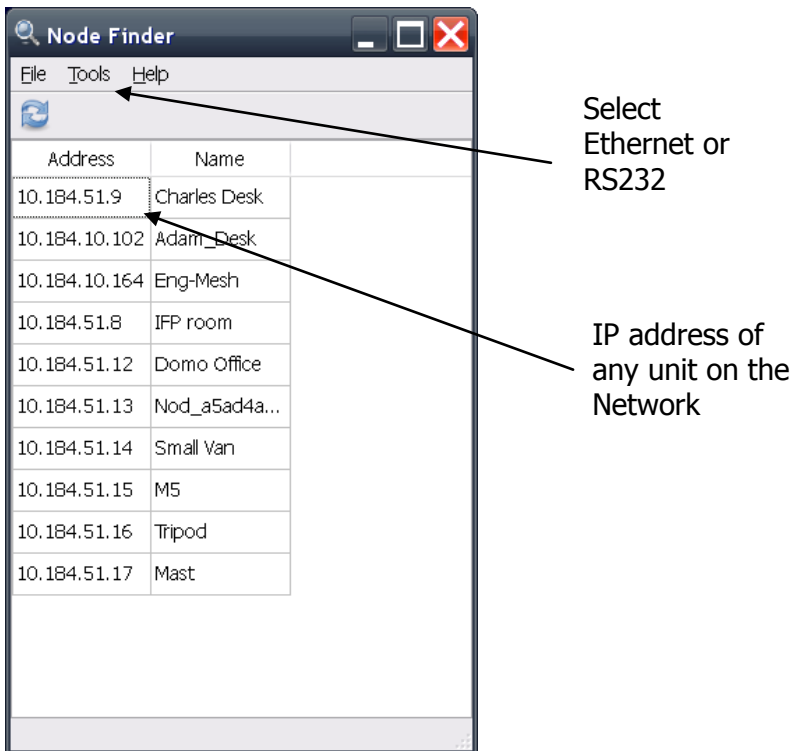 Node Finder
File Tools Help
Address Name
10.184.51.9 Charles Desk
10.184.10.102 Adam_Desk
10.184.10.164 Eng-Mesh
10.184.51.8 IFP room
10.184.51.12 Domo Office
10.184.51.13 Nod_a5ad4a...
10.184.51.14 Small Van
10.184.51.15 M5
10.184.51.16 Tripod
10.184.51.17 Mast
Select
Ethernet or
RS232
IP address of
any unit on the
Network